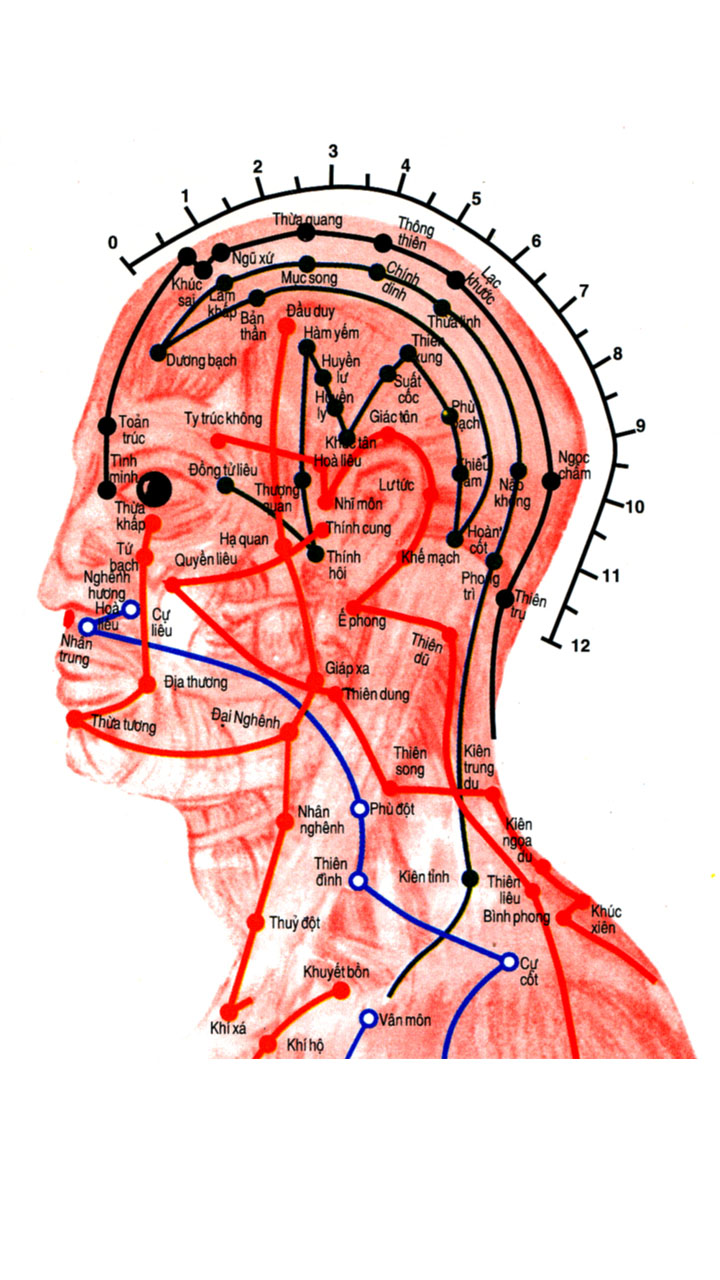 0
1
2
3
4
5
6
7
8
9
10
11
12
Thừa quang
Thông
thiên
Lạc
khước
Khúc
sai
Ngũ xứ
Mục song
Chính
dinh
Lâm
khấp
Bản
thần
Đầu duy
Thừa linh
Hàm yếm
Thiên
xung
Dương bạch
Huyền
lư
Huyền
ly
Suất
cốc
Phù
bạch
Toản
trúc
Ty trúc không
Giác tôn
Khúc tân
Ngọc
chẩm
Tình
minh
Đồng tử liêu
Hoà liêu
Khiếu
âm
Não
không
Thượng
quan
Lư tức
Nhĩ môn
Thừa
khấp
Hạ quan
Thính cung
Hoàn
cốt
Tứ
bạch
Quyền liêu
Thính
hội
Khế mạch
Phong
trì
Nghênh
hương
Hoà
liêu
Cự
liêu
Thiên
trụ
Nhân
trung
Ế phong
Thiên
dũ
Địa thương
Giáp xa
Thiên dung
Thừa tương
Đại Nghênh
Thiên
song
Kiên
trung
du
Nhân
nghênh
Phù đột
Kiên
ngoạ
du
Thiên
đỉnh
Kiên tỉnh
Thiên
liêu
Bình phong
Khúc
xiên
Thuỷ đột
Khuyết bồn
Cự
cốt
Khí xá
Vân môn
Khí hộ